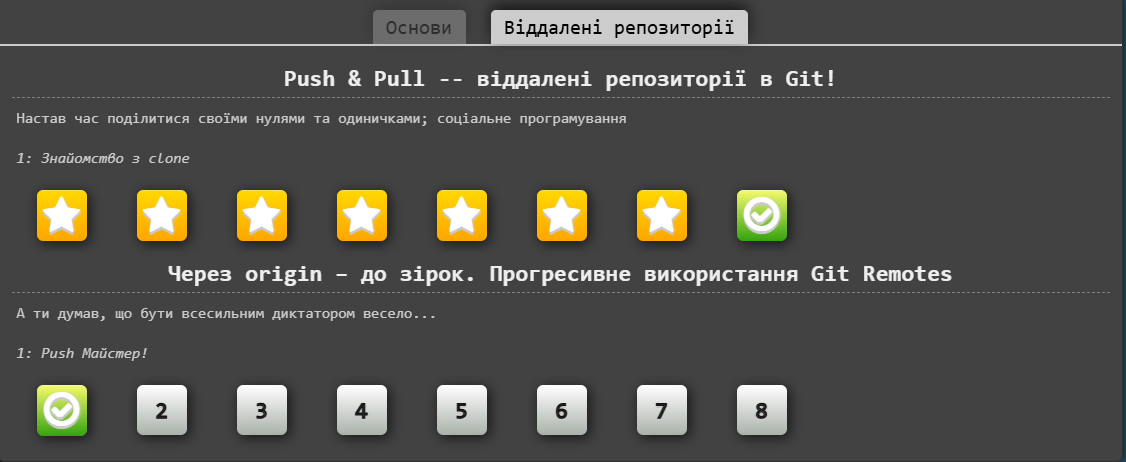 Основи
Віддалені репозиторії
Push & Pull -- віддалені репозиторії в Git!
Настав час поділитися своїми нулями та одиничками; соціальне програмування
1: Знайомство з clone
Через origin – до зірок. Прогресивне використання Git Remotes
А ти думав, що бути всесильним диктатором весело...
1: Push Майстер!
2 3 4 5 6 7 8